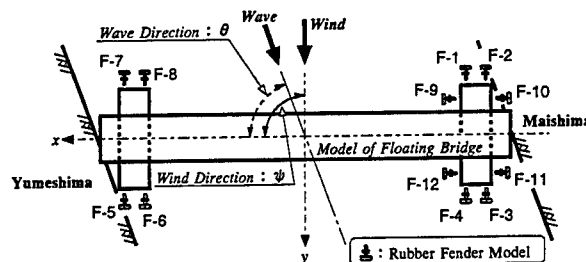 Wave
Wind
Wave Direction : θ
F-7
F-8
F-1
F-2
F-9
F-10
Maishima
x
Model of Floating Bridge
Yumeshima
Wind Direction : ψ
F-12
F-11
F-5
F-6
F-4
F-3
y
: Rubber Fender Model